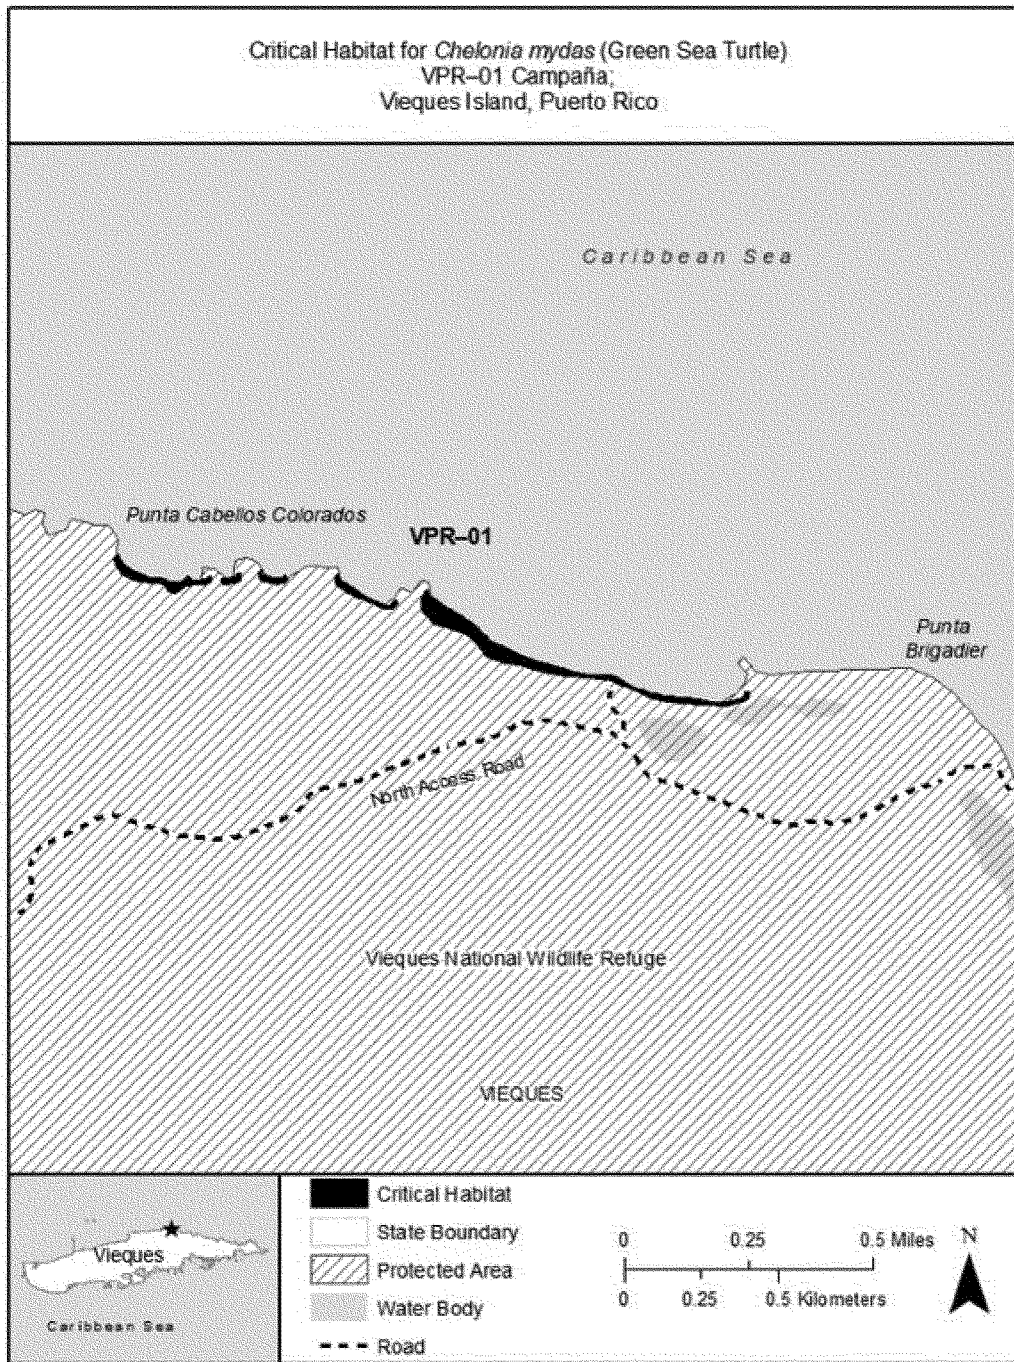 Critical Habitat for Chelonia mydas (Green Sea Turtle)
VPR–01 Campaña;
Vieques Island, Puerto Rico
Caribbean Sea
Punta Cabellos Colorados
VPR–01
Punta
Brigadier
North Access Road
Vieques National Wildlife Refuge
VIEQUES
Vieques
Caribbean Sea
Critical Habitat
State Boundary
Protected Area
Water Body
Road
0 0.25 0.5 Miles
0 0.25 0.5 Kilometers
N